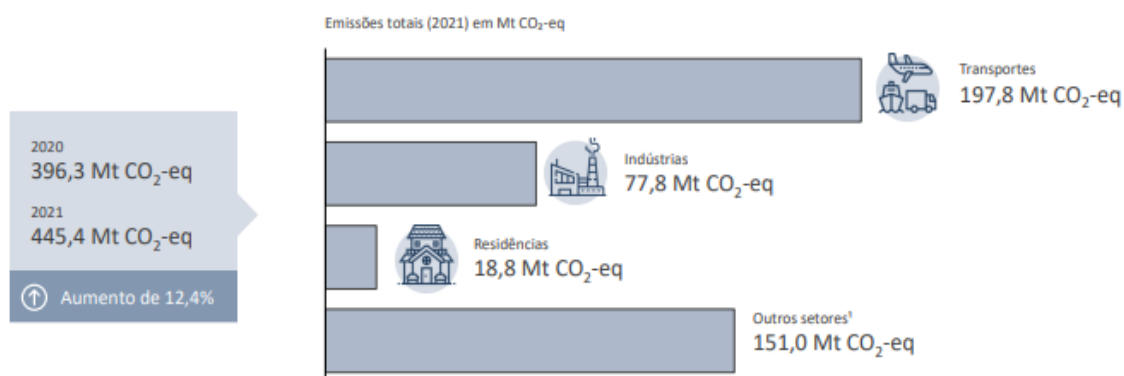 Emissões totais (2021) em Mt CO₂-eq
2020
396,3 Mt CO₂-eq
2021
445,4 Mt CO₂-eq
Aumento de 12,4%
Transportes
197,8 Mt CO₂-eq
Indústrias
77,8 Mt CO₂-eq
Residências
18,8 Mt CO₂-eq
Outros setores¹
151,0 Mt CO₂-eq